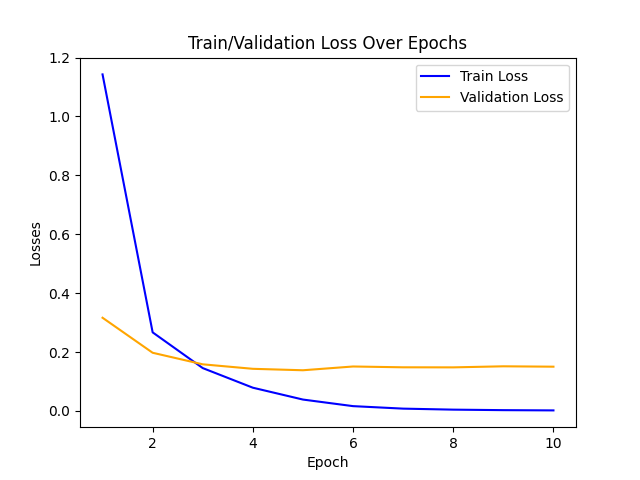 Train/Validation Loss Over Epochs
1.2
1.0
0.8
0.6
0.4
0.2
0.0
Losses
Train Loss
Validation Loss
2 4 6 8 10
Epoch